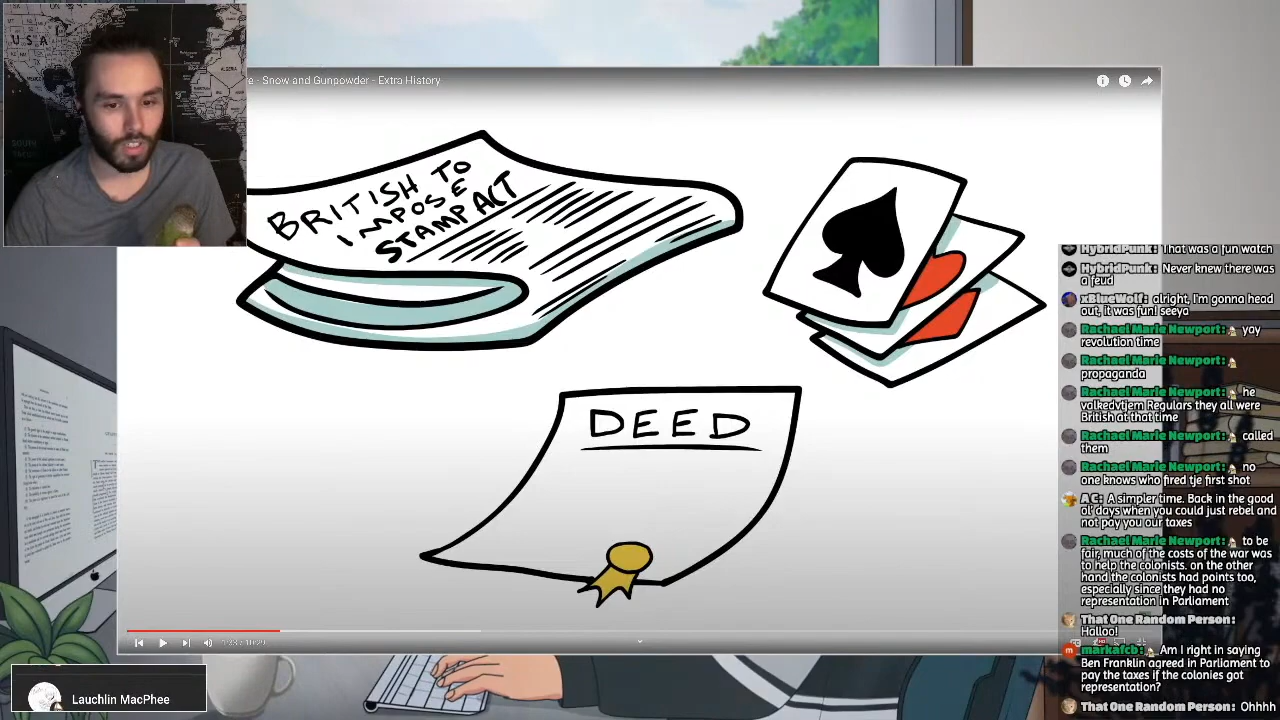 USA
e - Snow and Gunpowder - Extra History
BRITISH TO
IMPOSE
STAMP ACT
DEED
HybridPunk: That was a fun watch
HybridPunk: Never knew there was
a feud
xBlueWolf: alright, I'm gonna head
out, it was fun! seeya
Rachael Marie Newport: yay
revolution time
Rachael Marie Newport:
propaganda
Rachael Marie Newport: he
valkedvtjem Regulars they all were
British at that time
Rachael Marie Newport: called
them
Rachael Marie Newport: no
one knows who fired tje first shot
A C: A simpler time. Back in the good
ol' days when you could just rebel and
not pay you our taxes
Rachael Marie Newport: to be
fair, much of the costs of the war was
to help the colonists. on the other
hand the colonists had points too,
especially since they had no
representation in Parliament
That One Random Person:
Halloo!
markafcb: Am I right in saying
Ben Franklin agreed in Parliament to
pay the taxes if the colonies got
representation?
That One Random Person: Ohhhh
Lauchlin MacPhee